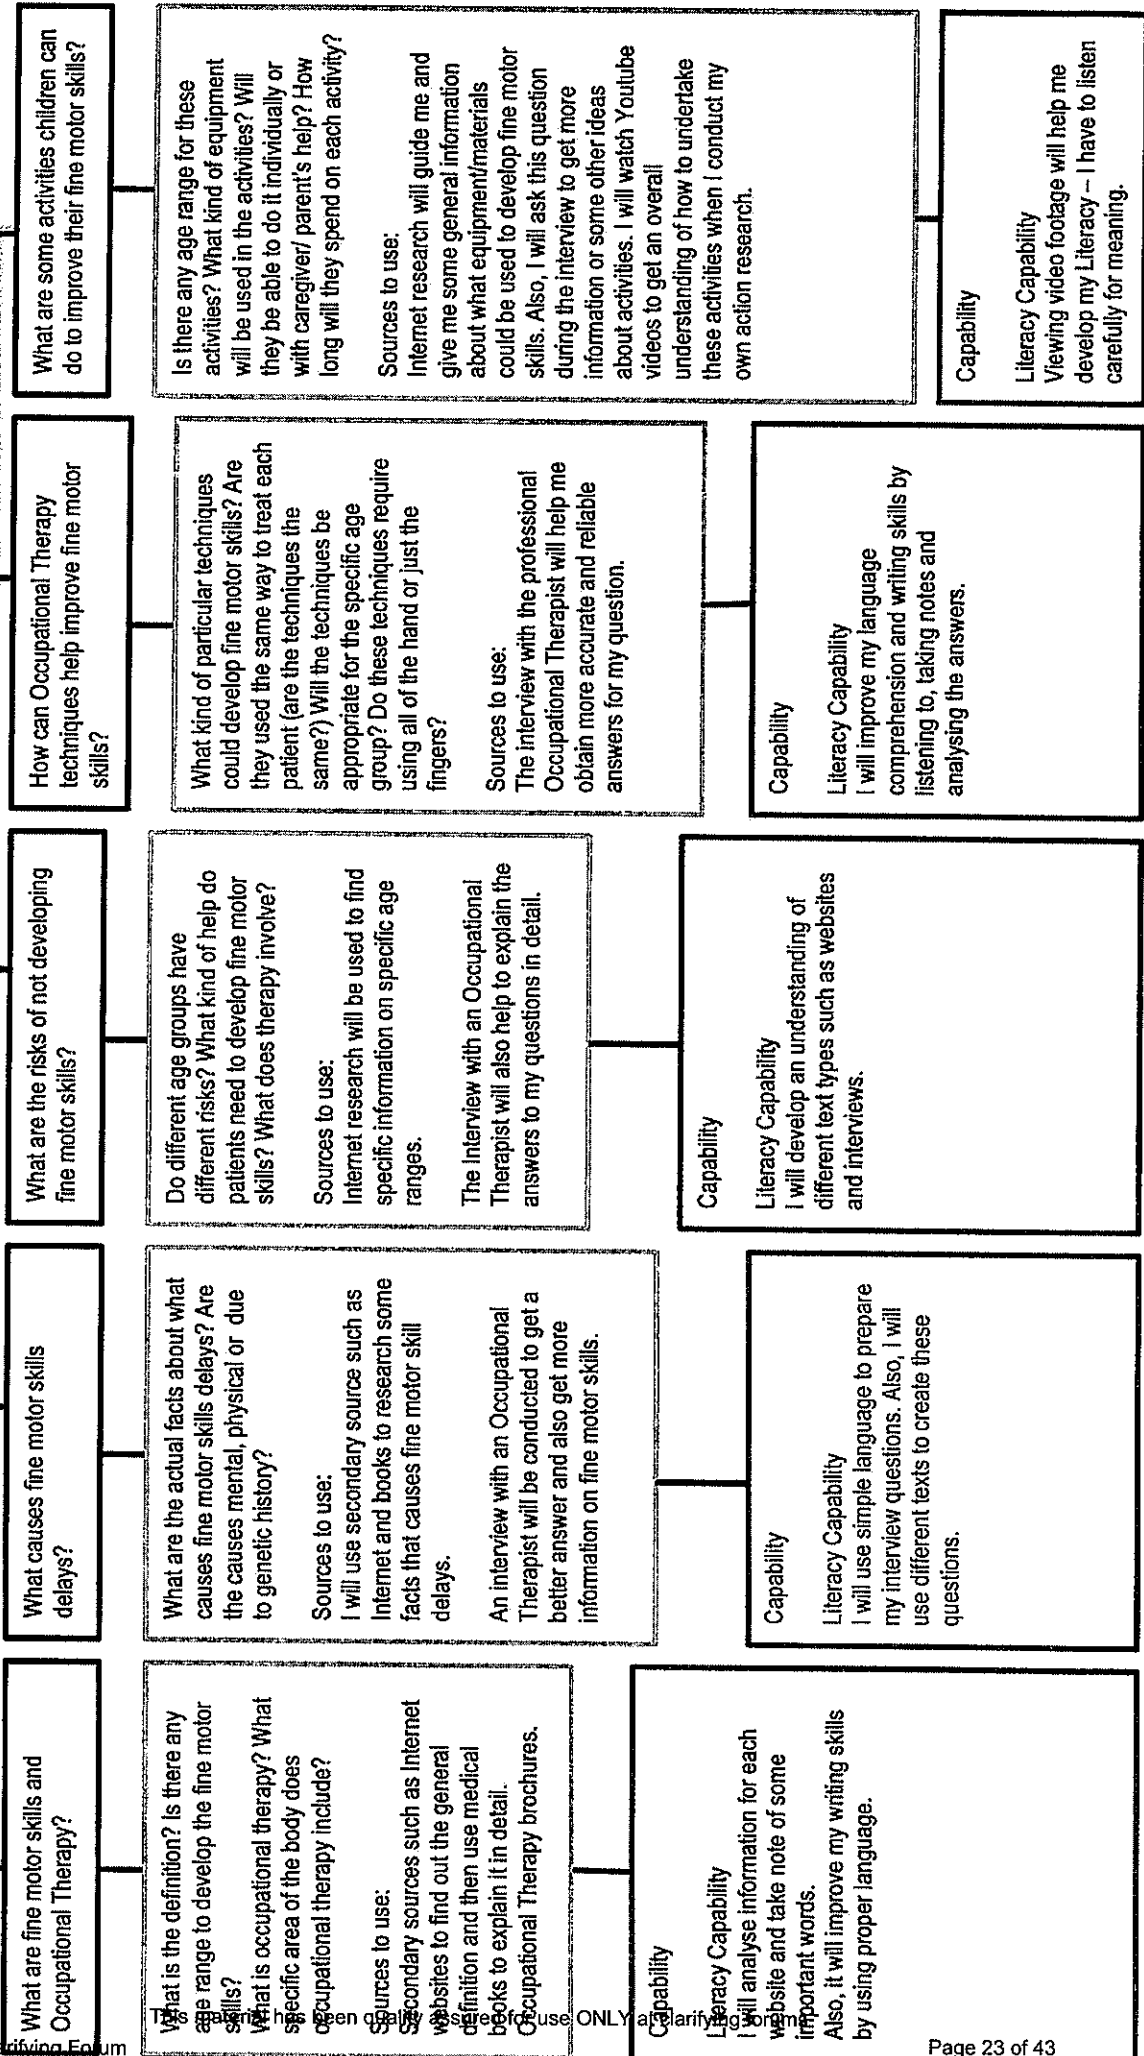 What are fine motor skills and
Occupational Therapy?
What is the definition? Is there any
age range to develop the fine motor
skills?
What is occupational therapy? What
specific area of the body does
occupational therapy include?
Sources to use:
Secondary sources such as Internet
websites to find out the general
definition and then use medical
books to explain it in detail.
Occupational Therapy brochures.
Capability
Literacy Capability
I will analyse information for each
website and take note of some
important words.
Also, it will improve my writing skills
by using proper language.
What causes fine motor skills
delays?
What are the actual facts about what
causes fine motor skills delays? Are
the causes mental, physical or due
to genetic history?
Sources to use:
I will use secondary source such as
Internet and books to research some
facts that causes fine motor skill
delays.
An interview with an Occupational
Therapist will be conducted to get a
better answer and also get more
information on fine motor skills.
Capability
Literacy Capability
I will use simple language to prepare
my interview questions. Also, I will
use different texts to create these
questions.
What are the risks of not developing
fine motor skills?
Do different age groups have
different risks? What kind of help do
patients need to develop fine motor
skills? What does therapy involve?
Sources to use:
Internet research will be used to find
specific information on specific age
ranges.
The Interview with an Occupational
Therapist will also help to explain the
answers to my questions in detail.
Capability
Literacy Capability
I will develop an understanding of
different text types such as websites
and interviews.
How can Occupational Therapy
techniques help improve fine motor
skills?
What kind of particular techniques
could develop fine motor skills? Are
they used the same way to treat each
patient (are the techniques the
same?) Will the techniques be
appropriate for the specific age
group? Do these techniques require
using all of the hand or just the
fingers?
Sources to use:
The interview with the professional
Occupational Therapist will help me
obtain more accurate and reliable
answers for my question.
Capability
Literacy Capability
I will improve my language
comprehension and writing skills by
listening to, taking notes and
analysing the answers.
What are some activities children can
do to improve their fine motor skills?
Is there any age range for these
activities? What kind of equipment
will be used in the activities? Will
they be able to do it individually or
with caregiver/ parent's help? How
long will they spend on each activity?
Sources to use:
Internet research will guide me and
give me some general information
about what equipment/materials
could be used to develop fine motor
skills. Also, I will ask this question
during the interview to get more
information or some other ideas
about activities. I will watch Youtube
videos to get an overall
understanding of how to undertake
these activities when I conduct my
own action research.
Capability
Literacy Capability
Viewing video footage will help me
develop my Literacy – I have to listen
carefully for meaning.
This material has been quality assured for use ONLY at clarifying forums
Forum
Page 23 of 43